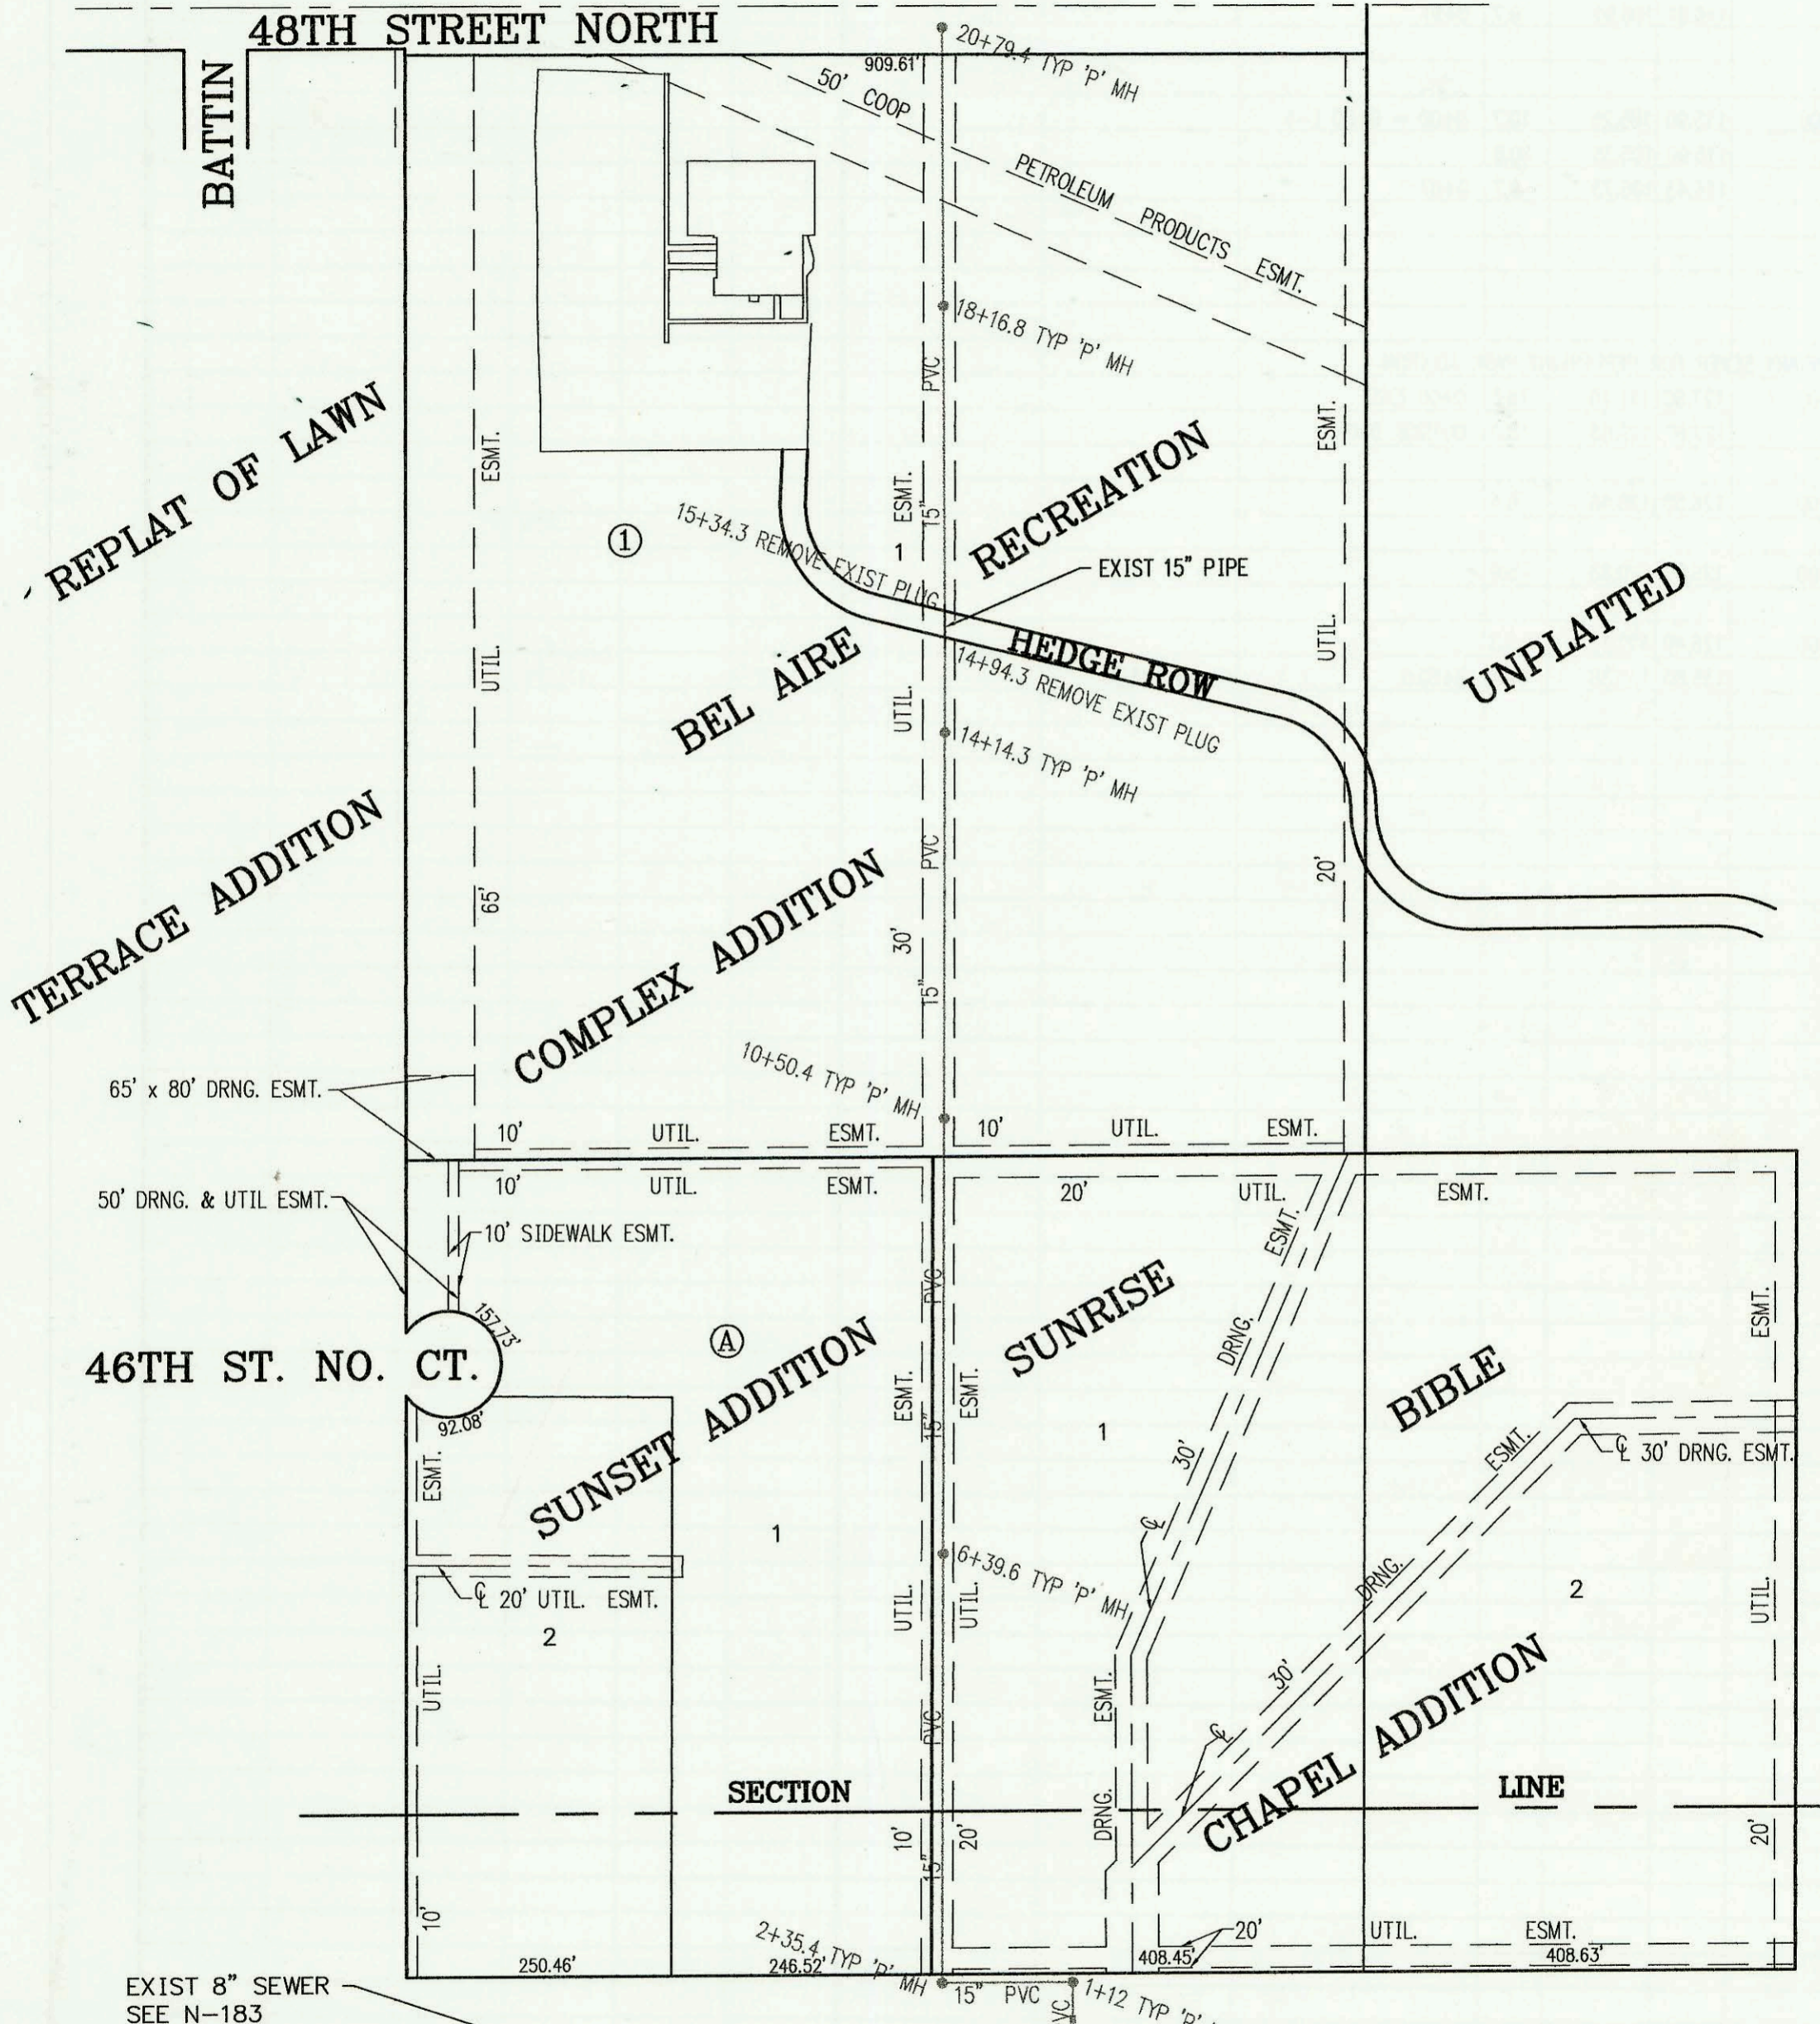 48TH STREET NORTH
BATTIN
909.61'
20+79.4 TYP 'P' MH
50' COOP PETROLEUM PRODUCTS ESMT.
18+16.8 TYP 'P' MH
PVC
ESMT.
ESMT.
ESMT.
15"
REPLAT OF LAWN
RECREATION
①
1
15+34.3 REMOVE EXIST PLUG
EXIST 15" PIPE
UNPLATTED
UTIL.
UTIL.
UTIL.
BEL AIRE
HEDGE ROW
14+94.3 REMOVE EXIST PLUG
14+14.3 TYP 'P' MH
TERRACE ADDITION
65'
PVC
20'
30'
15"
COMPLEX ADDITION
10+50.4 TYP 'P' MH
65' x 80' DRNG. ESMT.
10' UTIL. ESMT.
10' UTIL. ESMT.
10' UTIL. ESMT.
20' UTIL. ESMT.
50' DRNG. & UTIL ESMT.
10' SIDEWALK ESMT.
ESMT.
DRNG.
30'
SUNRISE
PVC
ESMT.
157.73'
46TH ST. NO. CT.
92.08'
Ⓐ
SUNSET ADDITION
ESMT.
15"
ESMT.
1
BIBLE
ESMT.
℄ 30' DRNG. ESMT.
ESMT.
1
℄
6+39.6 TYP 'P' MH
℄ 20' UTIL. ESMT.
2
UTIL.
UTIL.
DRNG.
2
UTIL.
UTIL.
ESMT.
30'
℄
PVC
CHAPEL ADDITION
SECTION LINE
10'
20'
DRNG.
20'
15"
10'
2+35.4 TYP 'P' MH
20' UTIL. ESMT.
250.46'
246.52'
408.45'
408.63'
EXIST 8" SEWER
SEE N-183
15" PVC
1+12 TYP 'P'